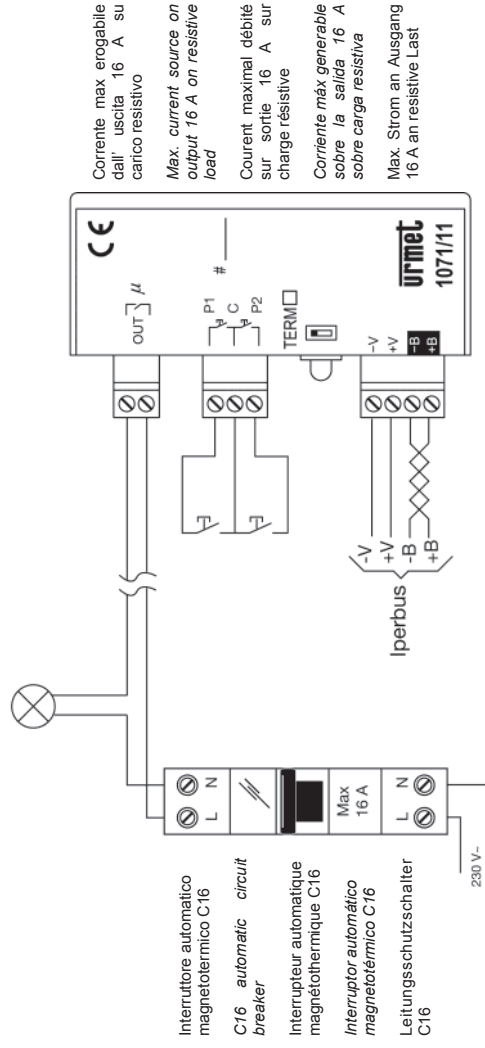 Corrente max erogabile
dall' uscita 16 A su
carico resistivo
Max. current source on
output 16 A on resistive
load
Courent maximal débité
sur sortie 16 A sur
charge résistive
Corriente máx generable
sobre la salida 16 A
sobre carga resistiva
Max. Strom an Ausgang
16 A an resistive Last
CE
OUT μ
P1
C
P2
#
TERM
-V
+V
-B
+B
urmet
1071/11
-V
+V
-B
+B
Iperbus
L N
Max
16 A
L N
230 V~
Interruttore automatico
magnetotermico C16
C16 automatic circuit
breaker
Interrupteur automatique
magnétothermique C16
Interruptor automático
magnetotérmico C16
Leitungsschutzschalter
C16